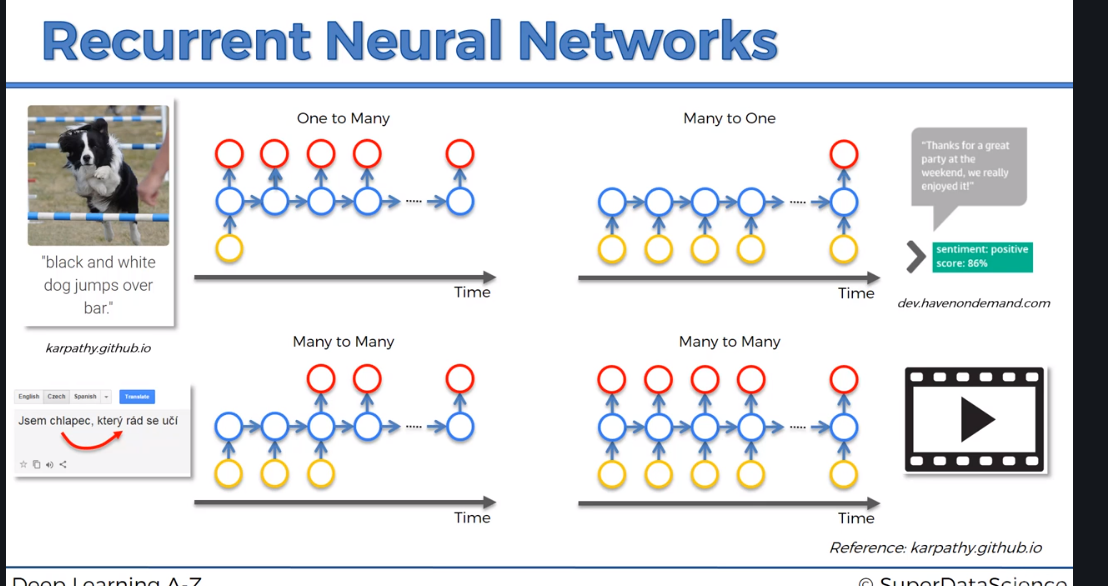 Recurrent Neural Networks
One to Many
Many to One
"black and white
dog jumps over
bar."
karpathy.github.io
Time
"Thanks for a great
party at the
weekend, we really
enjoyed it!"
sentiment: positive
score: 86%
Time
dev.havenondemand.com
Many to Many
Many to Many
English Czech Spanish Translate
Jsem chlapec, který rád se učí
Time
Time
Reference: karpathy.github.io
Deep Learning A-Z
© SuperDataScience